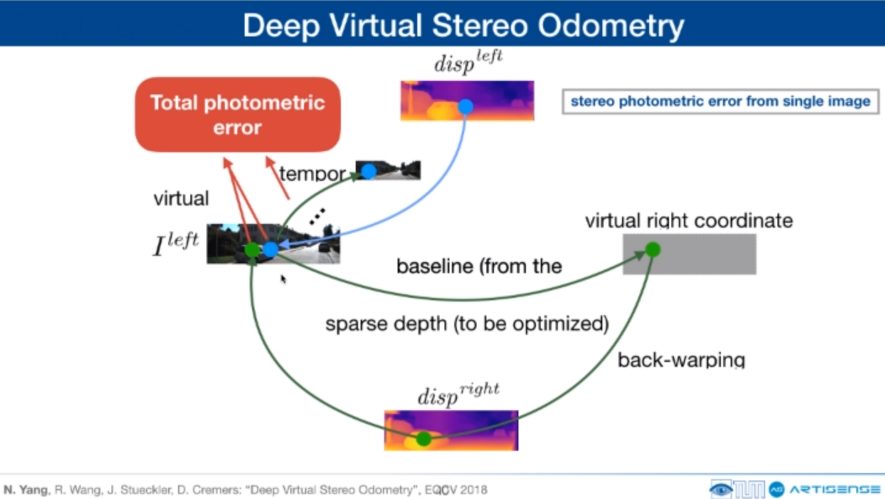 Deep Virtual Stereo Odometry
disp^left
Total photometric
error
stereo photometric error from single image
tempor
virtual
I^left
virtual right coordinate
baseline (from the
sparse depth (to be optimized)
back-warping
disp^right
N. Yang, R. Wang, J. Stueckler, D. Cremers: "Deep Virtual Stereo Odometry", ECCV 2018
TUM
ARTISENSE